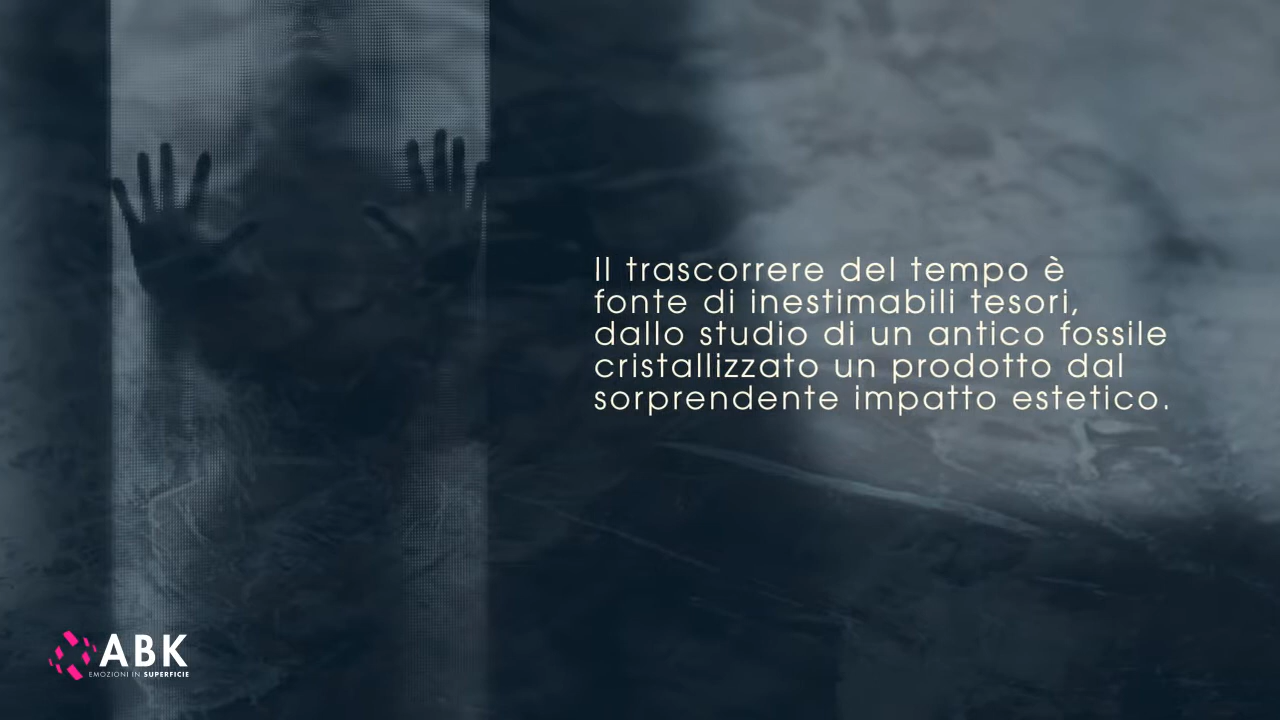 Il trascorrere del tempo è
fonte di inestimabili tesori,
dallo studio di un antico fossile
cristallizzato un prodotto dal
sorprendente impatto estetico.
ABK
EMOZIONI IN SUPERFICIE